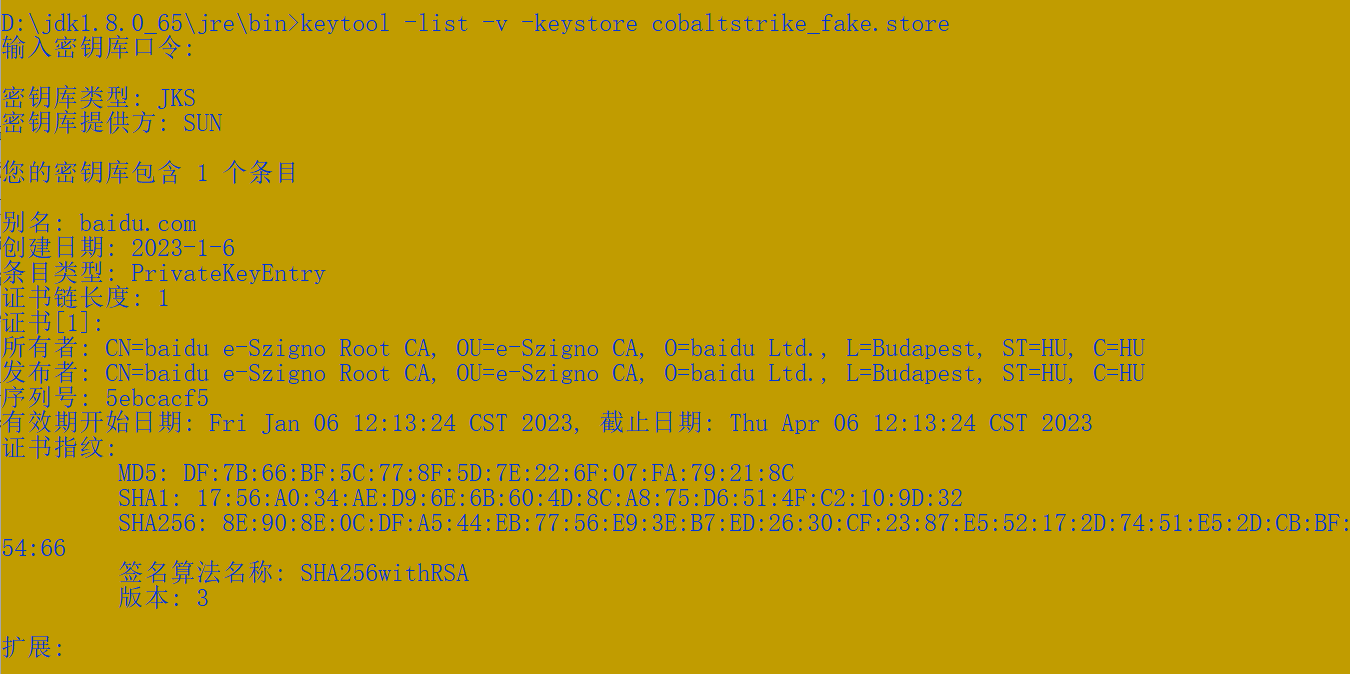 D:\jdk1.8.0_65\jre\bin>keytool -list -v -keystore cobaltstrike_fake.store
输入密钥库口令:
密钥库类型: JKS
密钥库提供方: SUN
您的密钥库包含 1 个条目
别名: baidu.com
创建日期: 2023-1-6
条目类型: PrivateKeyEntry
证书链长度: 1
证书[1]:
所有者: CN=baidu e-Szigno Root CA, OU=e-Szigno CA, O=baidu Ltd., L=Budapest, ST=HU, C=HU
发布者: CN=baidu e-Szigno Root CA, OU=e-Szigno CA, O=baidu Ltd., L=Budapest, ST=HU, C=HU
序列号: 5ebcacf5
有效期开始日期: Fri Jan 06 12:13:24 CST 2023, 截止日期: Thu Apr 06 12:13:24 CST 2023
证书指纹:
MD5: DF:7B:66:BF:5C:77:8F:5D:7E:22:6F:07:FA:79:21:8C
SHA1: 17:56:A0:34:AE:D9:6E:6B:60:4D:8C:A8:75:D6:51:4F:C2:10:9D:32
SHA256: 8E:90:8E:0C:DF:A5:44:EB:77:56:E9:3E:B7:ED:26:30:CF:23:87:E5:52:17:2D:74:51:E5:2D:CB:BF:
54:66
签名算法名称: SHA256withRSA
版本: 3
扩展: